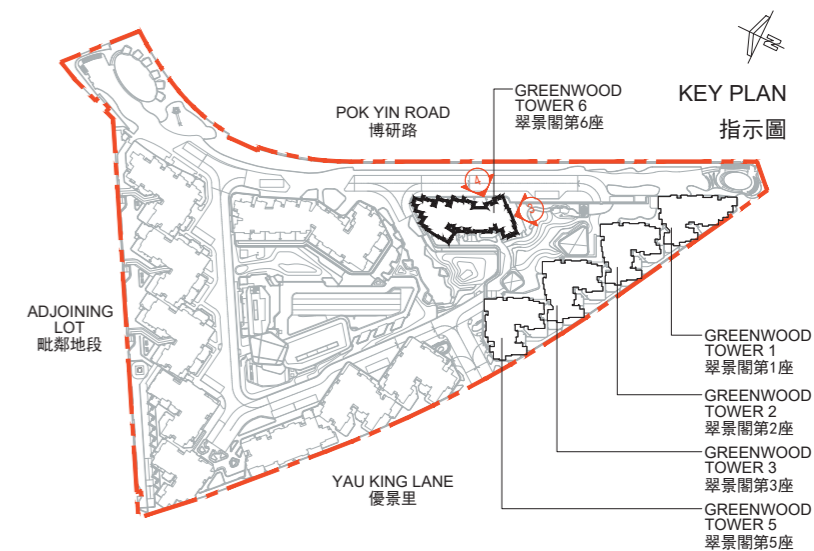 KEY PLAN
指示圖
POK YIN ROAD
博研路
GREENWOOD
TOWER 6
翠景閣第6座
4
ADJOINING
LOT
毗鄰地段
GREENWOOD
TOWER 1
翠景閣第1座
GREENWOOD
TOWER 2
翠景閣第2座
GREENWOOD
TOWER 3
翠景閣第3座
GREENWOOD
TOWER 5
翠景閣第5座
YAU KING LANE
優景里